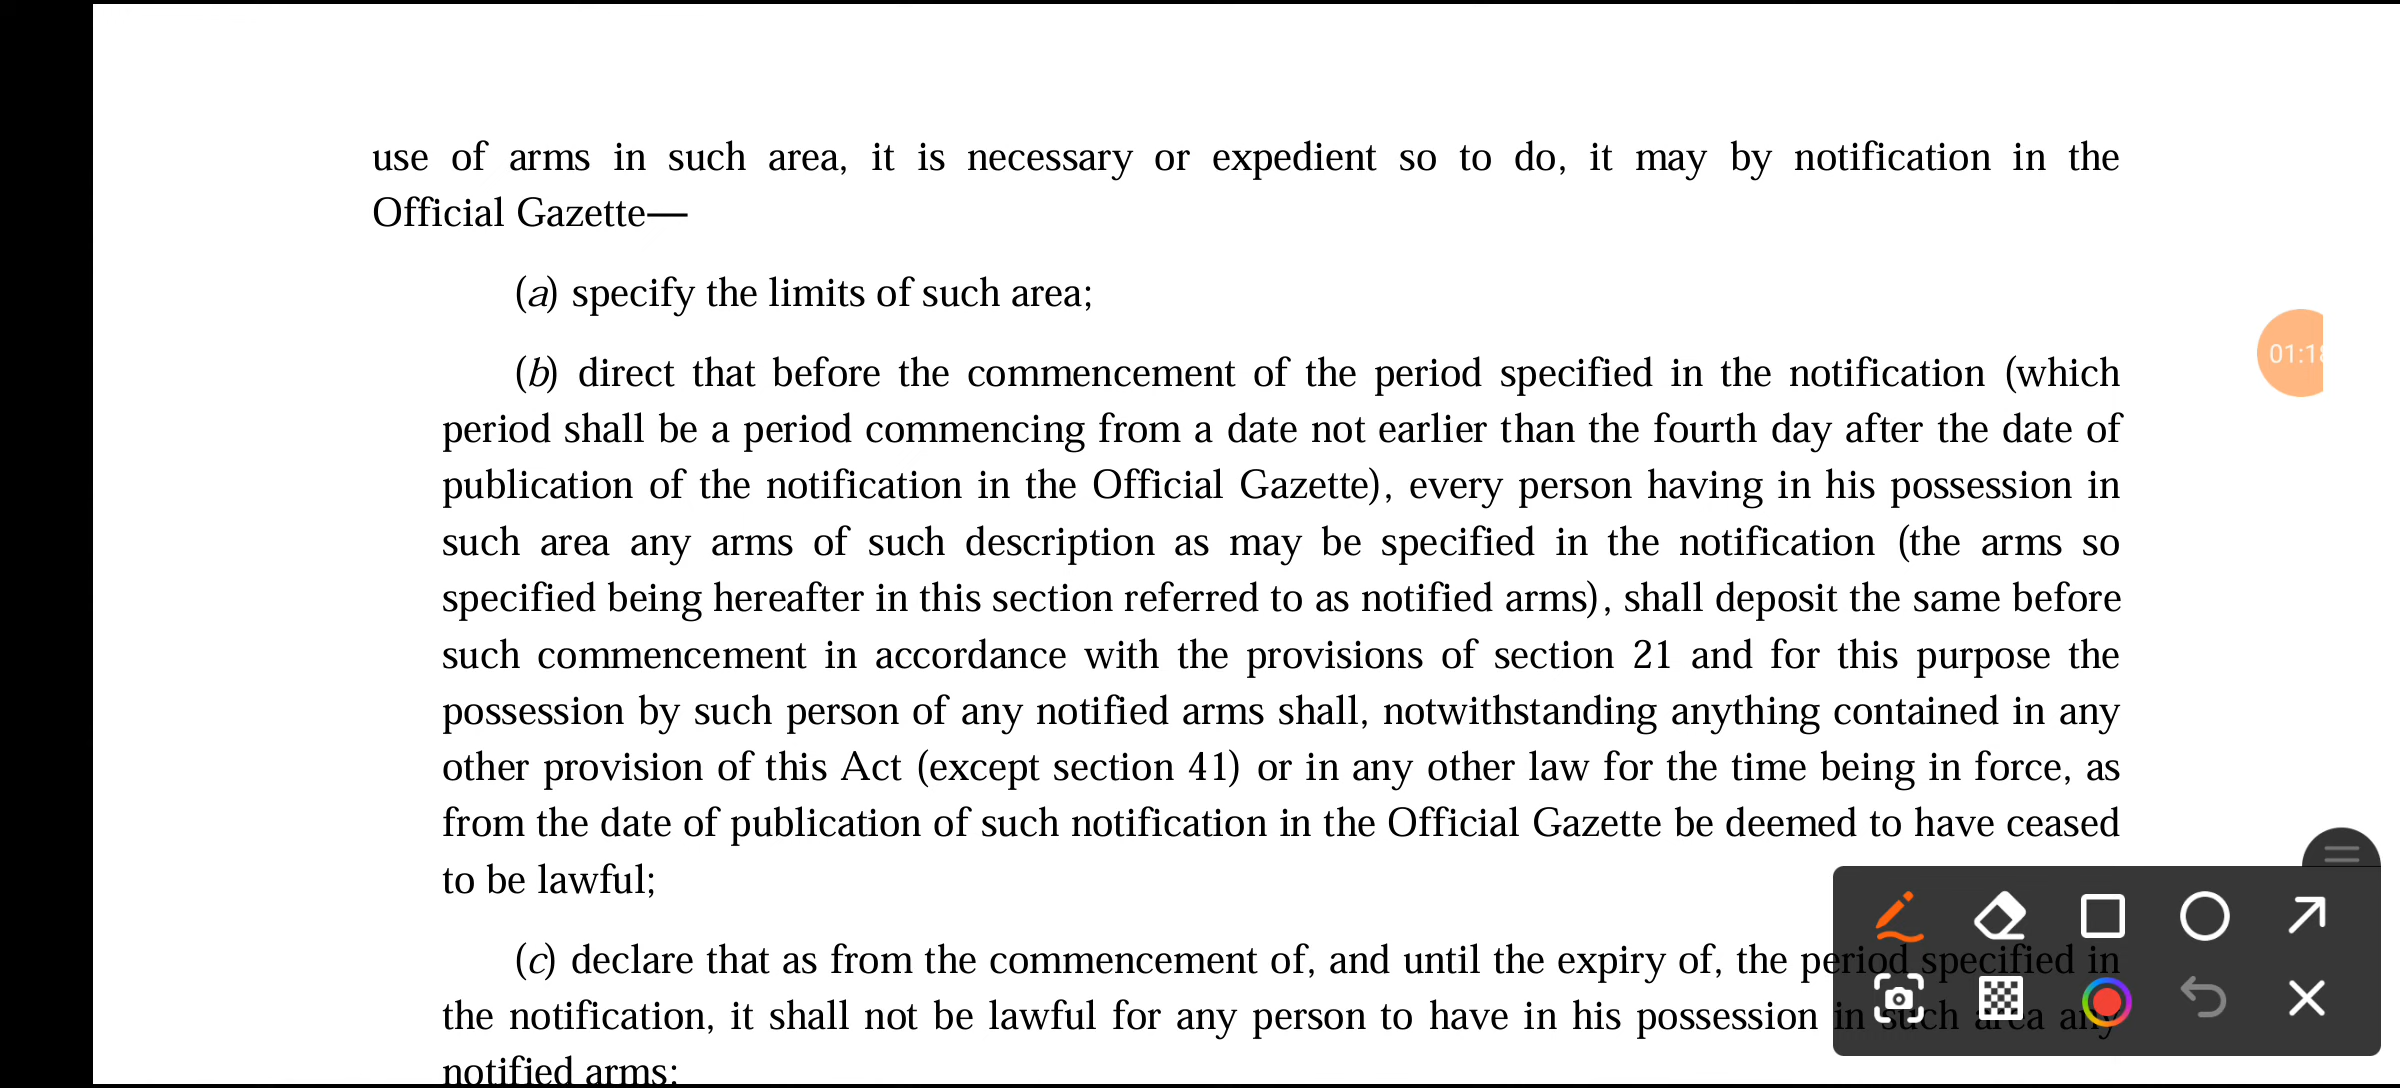 use of arms in such area, it is necessary or expedient so to do, it may by notification in the
Official Gazette—
(a) specify the limits of such area;
(b) direct that before the commencement of the period specified in the notification (which
period shall be a period commencing from a date not earlier than the fourth day after the date of
publication of the notification in the Official Gazette), every person having in his possession in
such area any arms of such description as may be specified in the notification (the arms so
specified being hereafter in this section referred to as notified arms), shall deposit the same before
such commencement in accordance with the provisions of section 21 and for this purpose the
possession by such person of any notified arms shall, notwithstanding anything contained in any
other provision of this Act (except section 41) or in any other law for the time being in force, as
from the date of publication of such notification in the Official Gazette be deemed to have ceased
to be lawful;
(c) declare that as from the commencement of, and until the expiry of, the period specified in
the notification, it shall not be lawful for any person to have in his possession in such area any
notified arms;